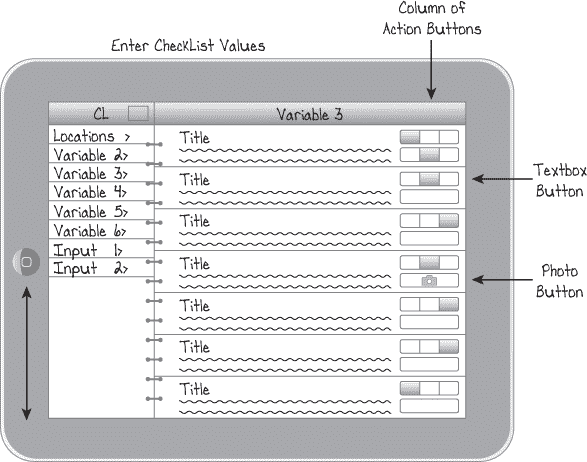 Column of
Action Buttons
Enter CheckList Values
CL
Variable 3
Locations >
Variable 2>
Variable 3>
Variable 4>
Variable 5>
Variable 6>
Input 1>
Input 2>
Title
Title
Title
Title
Title
Title
Title
Textbox
Button
Photo
Button